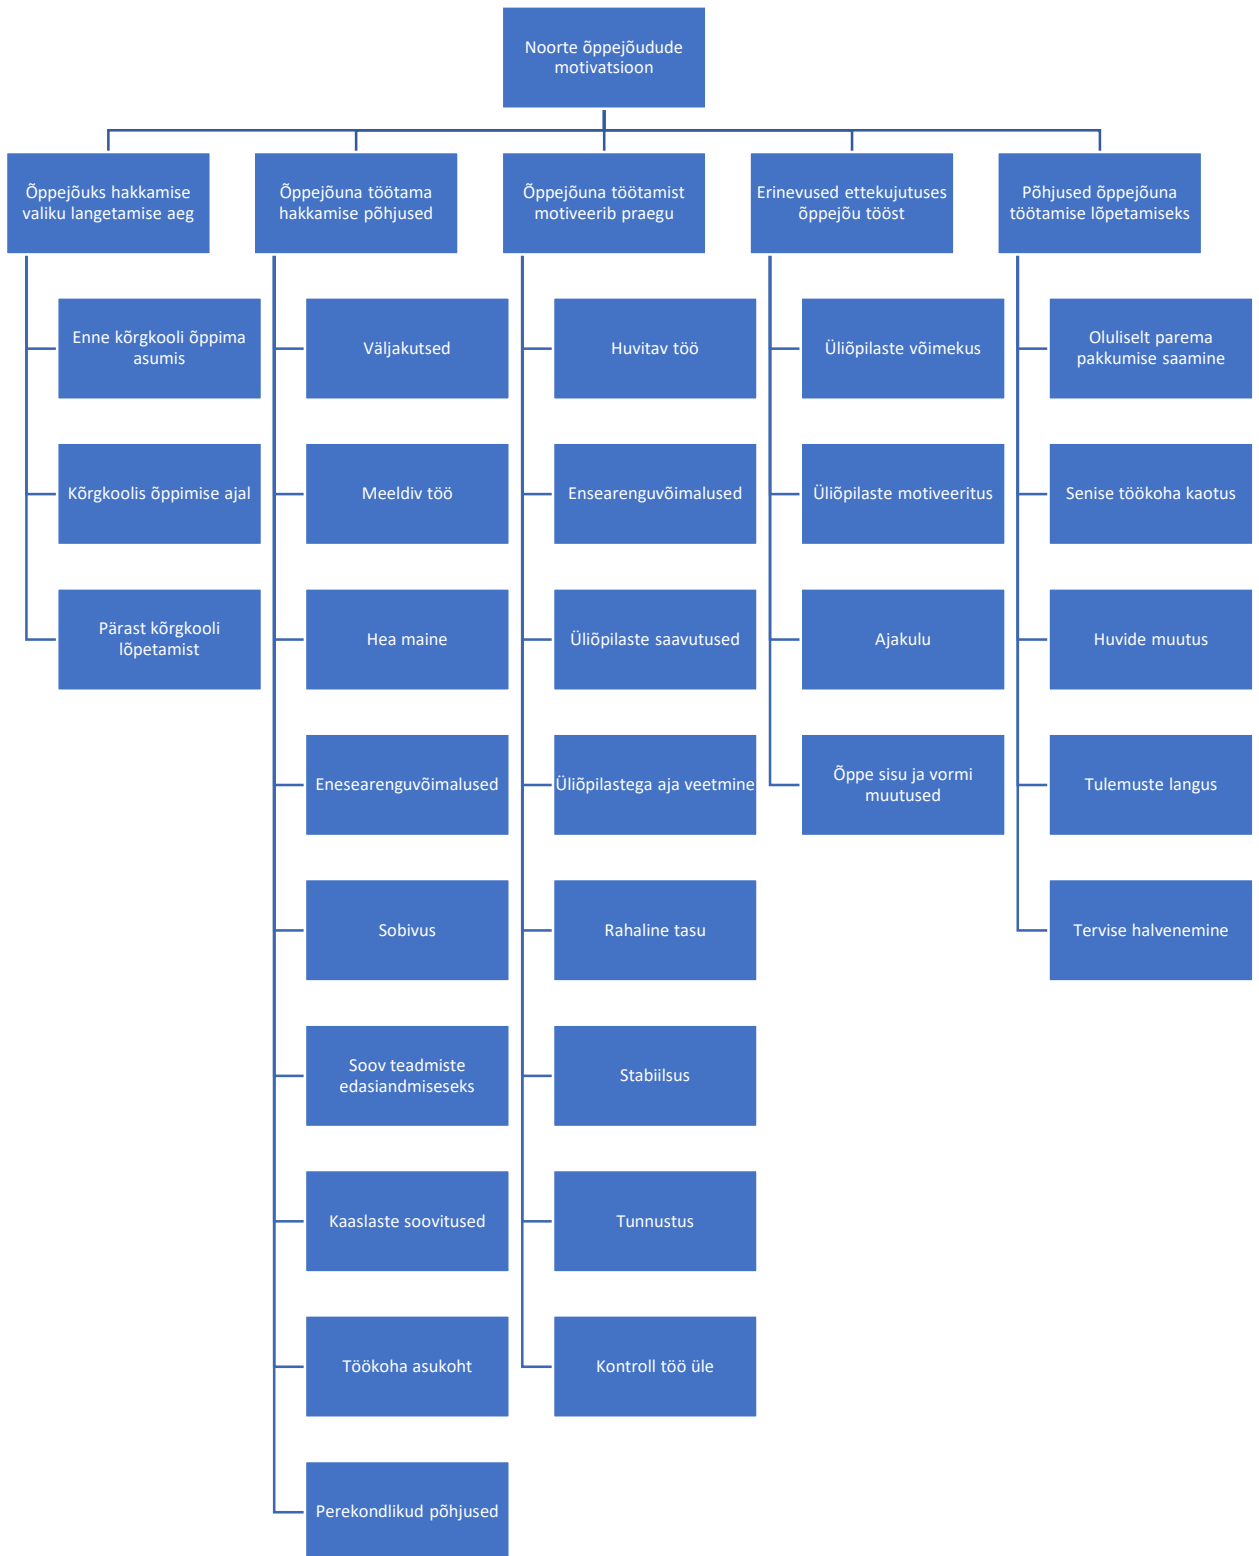 Noorte õppejõudude
motivatsioon
Õppejõuks hakkamise
valiku langetamise aeg
Enne kõrgkooli õppima
asumis
Kõrgkoolis õppimise ajal
Pärast kõrgkooli
lõpetamist
Õppejõuna töötama
hakkamise põhjused
Väljakutsed
Meeldiv töö
Hea maine
Enesearenguvõimalused
Sobivus
Soov teadmiste
edasiandmiseseks
Kaaslaste soovitused
Töökoha asukoht
Perekondlikud põhjused
Õppejõuna töötamist
motiveerib praegu
Huvitav töö
Ensearenguvõimalused
Üliõpilaste saavutused
Üliõpilastega aja veetmine
Rahaline tasu
Stabiilsus
Tunnustus
Kontroll töö üle
Erinevused ettekujutuses
õppejõu tööst
Üliõpilaste võimekus
Üliõpilaste motiveeritus
Ajakulu
Õppe sisu ja vormi
muutused
Põhjused õppejõuna
töötamise lõpetamiseks
Oluliselt parema
pakkumise saamine
Senise töökoha kaotus
Huvide muutus
Tulemuste langus
Tervise halvenemine